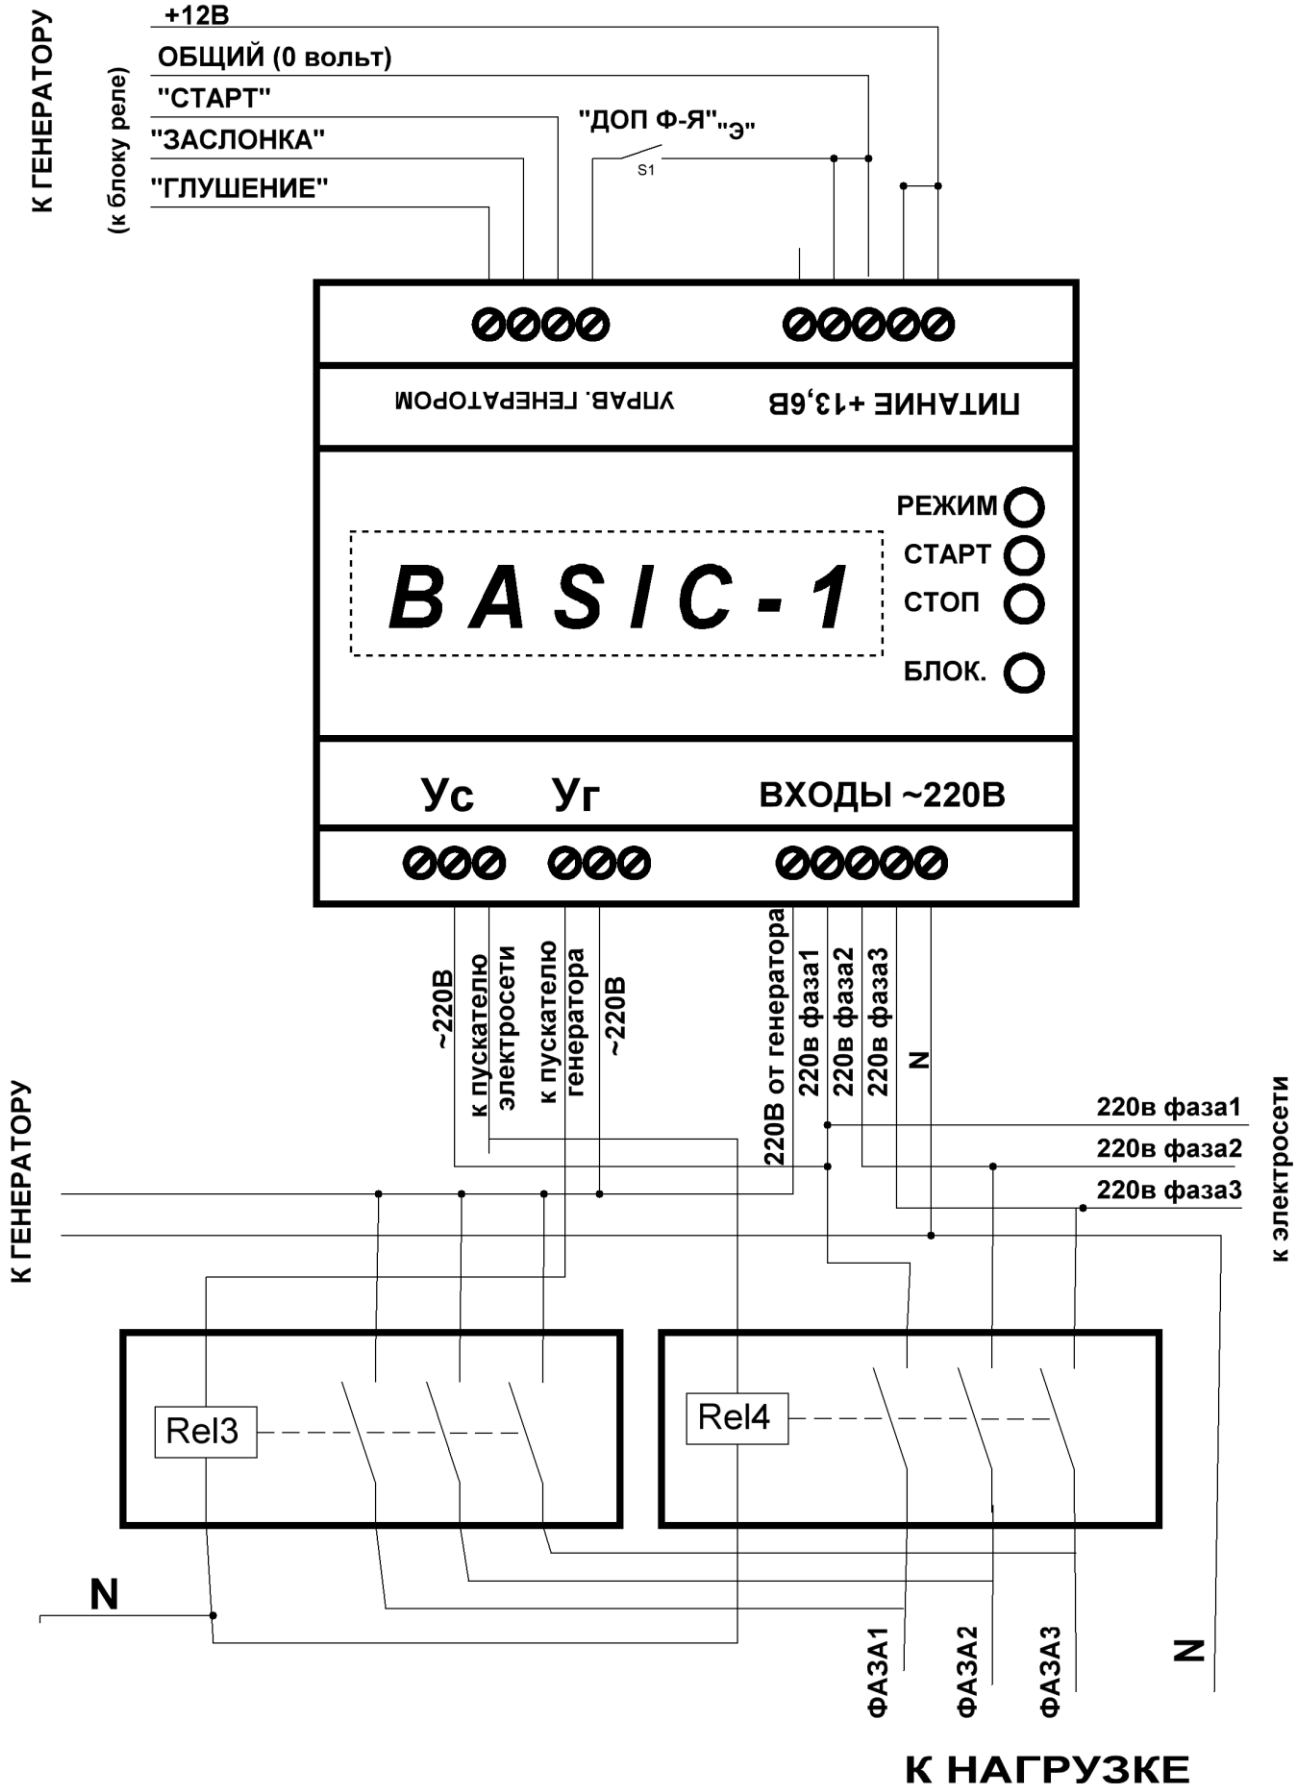 К ГЕНЕРАТОРУ
(к блоку реле)
+12В
ОБЩИЙ (0 вольт)
"СТАРТ"
"ЗАСЛОНКА"
"ГЛУШЕНИЕ"
"ДОП Ф-Я" "Э"
S1
УПРАВ. ГЕНЕРАТОРОМ
ПИТАНИЕ +13,6В
РЕЖИМ
СТАРТ
СТОП
БЛОК.
BASIC-1
Ус
Уг
ВХОДЫ ~220В
~220В
к пускателю
электросети
к пускателю
генератора
~220В
220В от генератора
220в фаза1
220в фаза2
220в фаза3
N
К ГЕНЕРАТОРУ
220в фаза1
220в фаза2
220в фаза3
к электросети
Rel3
Rel4
N
ФАЗА1
ФАЗА2
ФАЗА3
N
К НАГРУЗКЕ